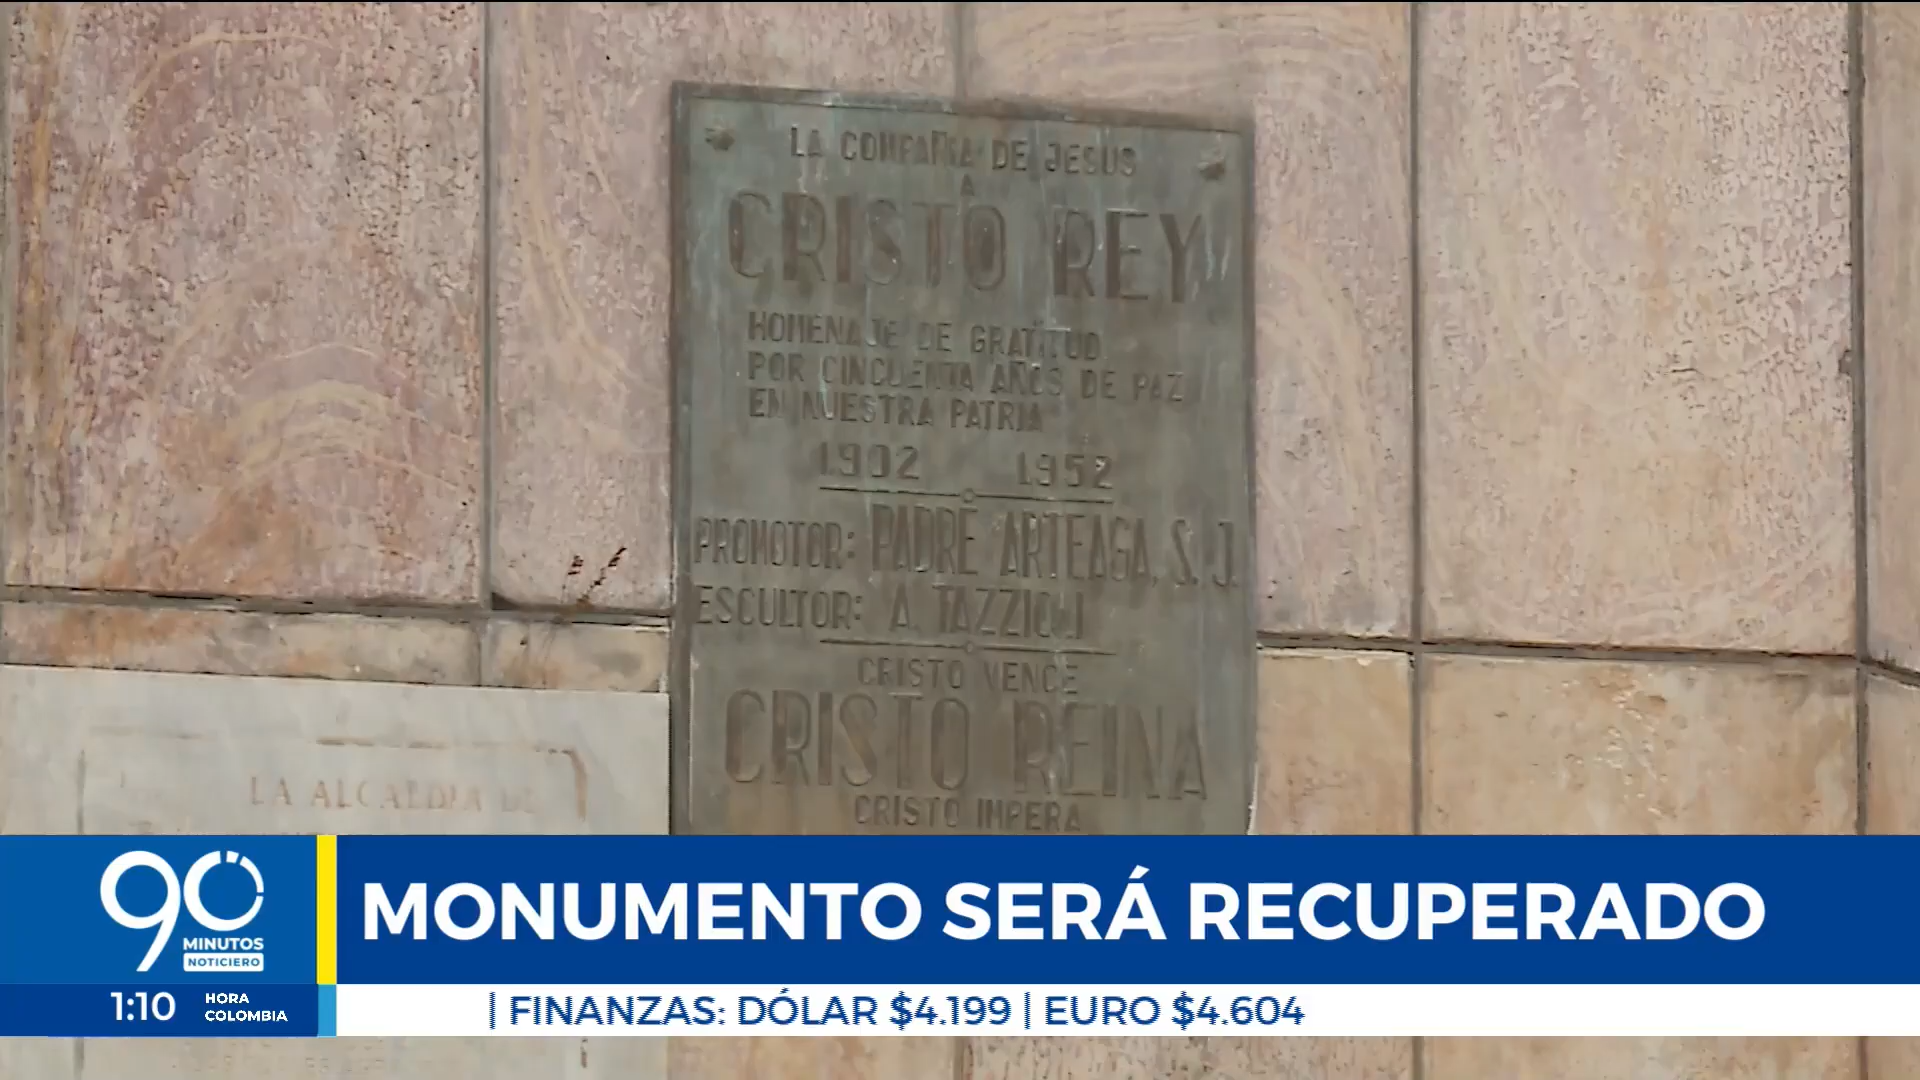 LA COMPAÑIA DE JESUS
A
CRISTO REY
HOMENAJE DE GRATITUD
POR CINCUENTA AÑOS DE PAZ
EN NUESTRA PATRIA
1902 1952
PROMOTOR: PADRE ARTEAGA, S. J.
ESCULTOR: A. TAZZIOLI
CRISTO VENCE
CRISTO REINA
CRISTO IMPERA
LA ALCALDIA DE
90
MINUTOS
NOTICIERO
MONUMENTO SERÁ RECUPERADO
1:10 HORA
COLOMBIA
| FINANZAS: DÓLAR $4.199 | EURO $4.604